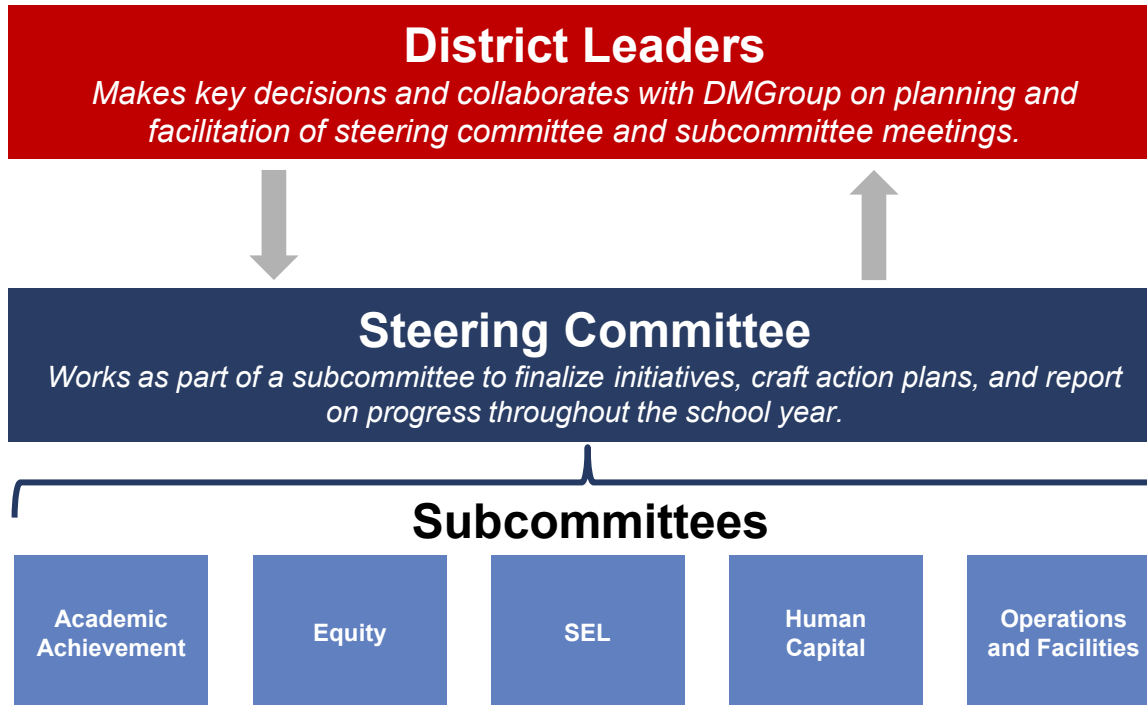 District Leaders
Makes key decisions and collaborates with DMGroup on planning and
facilitation of steering committee and subcommittee meetings.
Steering Committee
Works as part of a subcommittee to finalize initiatives, craft action plans, and report
on progress throughout the school year.
Subcommittees
Academic
Achievement
Equity
SEL
Human
Capital
Operations
and Facilities